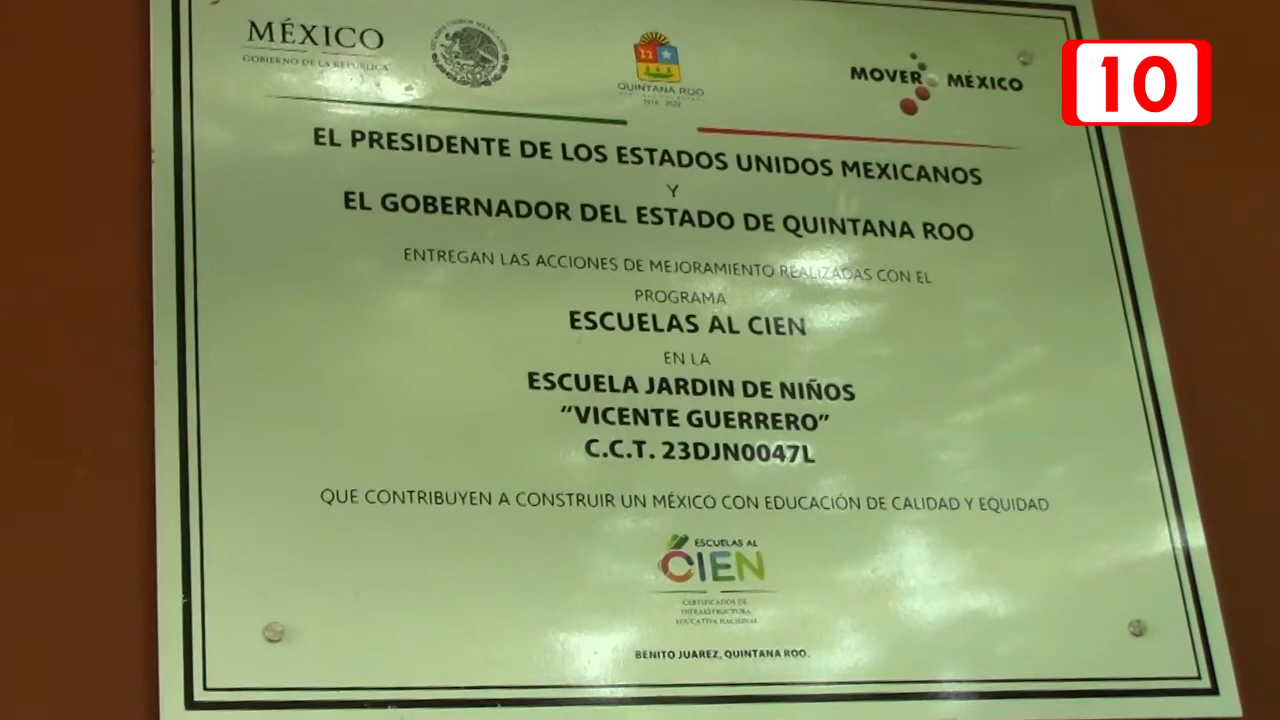 MÉXICO
GOBIERNO DE LA REPÚBLICA
ESTADOS UNIDOS MEXICANOS
QUINTANA ROO
MOVER MÉXICO
10
EL PRESIDENTE DE LOS ESTADOS UNIDOS MEXICANOS
Y
EL GOBERNADOR DEL ESTADO DE QUINTANA ROO
ENTREGAN LAS ACCIONES DE MEJORAMIENTO REALIZADAS CON EL
PROGRAMA
ESCUELAS AL CIEN
EN LA
ESCUELA JARDIN DE NIÑOS
“VICENTE GUERRERO”
C.C.T. 23DJN0047L
QUE CONTRIBUYEN A CONSTRUIR UN MÉXICO CON EDUCACIÓN DE CALIDAD Y EQUIDAD
ESCUELAS AL
CIEN
CERTIFICADOS DE
INFRAESTRUCTURA
EDUCATIVA NACIONAL
BENITO JUAREZ, QUINTANA ROO.